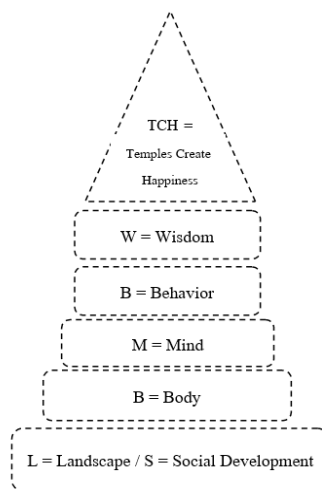 TCH =
Temples Create
Happiness
W = Wisdom
B = Behavior
M = Mind
B = Body
L = Landscape / S = Social Development